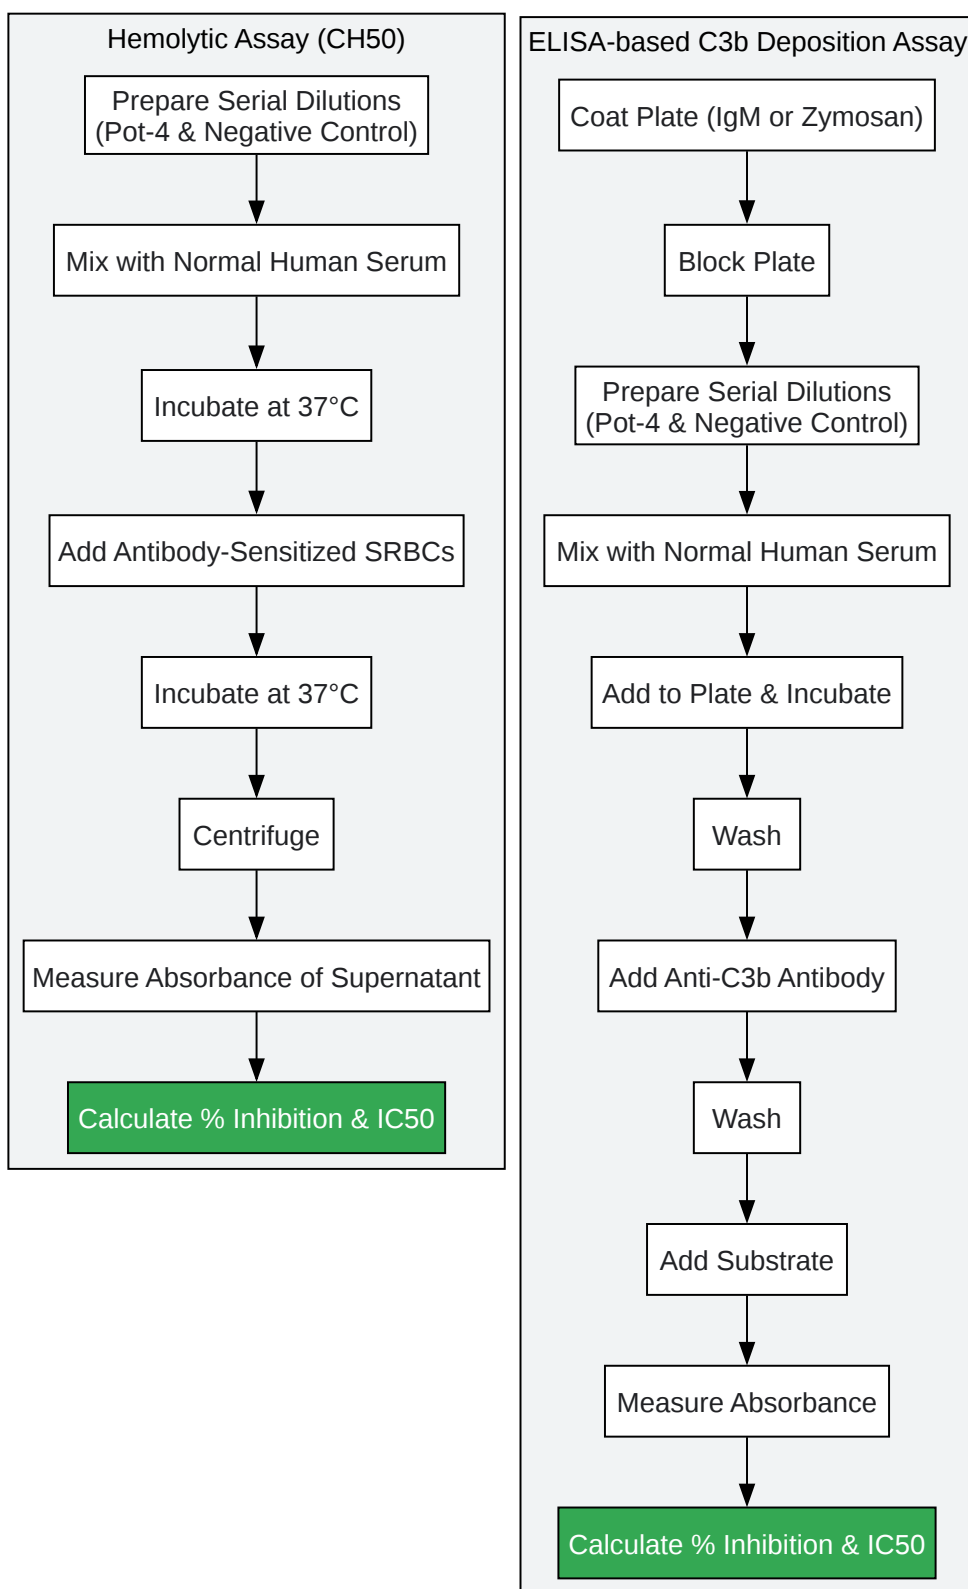 Hemolytic Assay (CH50)
Prepare Serial Dilutions
(Pot-4 & Negative Control)
Mix with Normal Human Serum
Incubate at 37°C
Add Antibody-Sensitized SRBCs
Incubate at 37°C
Centrifuge
Measure Absorbance of Supernatant
Calculate % Inhibition & IC50
ELISA-based C3b Deposition Assay
Coat Plate (IgM or Zymosan)
Block Plate
Prepare Serial Dilutions
(Pot-4 & Negative Control)
Mix with Normal Human Serum
Add to Plate & Incubate
Wash
Add Anti-C3b Antibody
Wash
Add Substrate
Measure Absorbance
Calculate % Inhibition & IC50